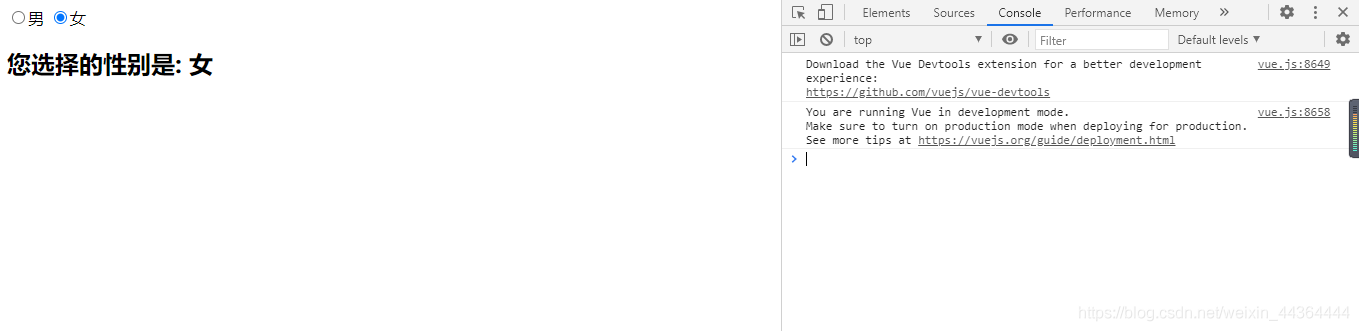 男 女
您选择的性别是: 女
Elements Sources Console Performance Memory »
top Filter Default levels
Download the Vue Devtools extension for a better development vue.js:8649
experience:
https://github.com/vuejs/vue-devtools
You are running Vue in development mode. vue.js:8658
Make sure to turn on production mode when deploying for production.
See more tips at https://vuejs.org/guide/deployment.html
https://blog.csdn.net/weixin_44364444